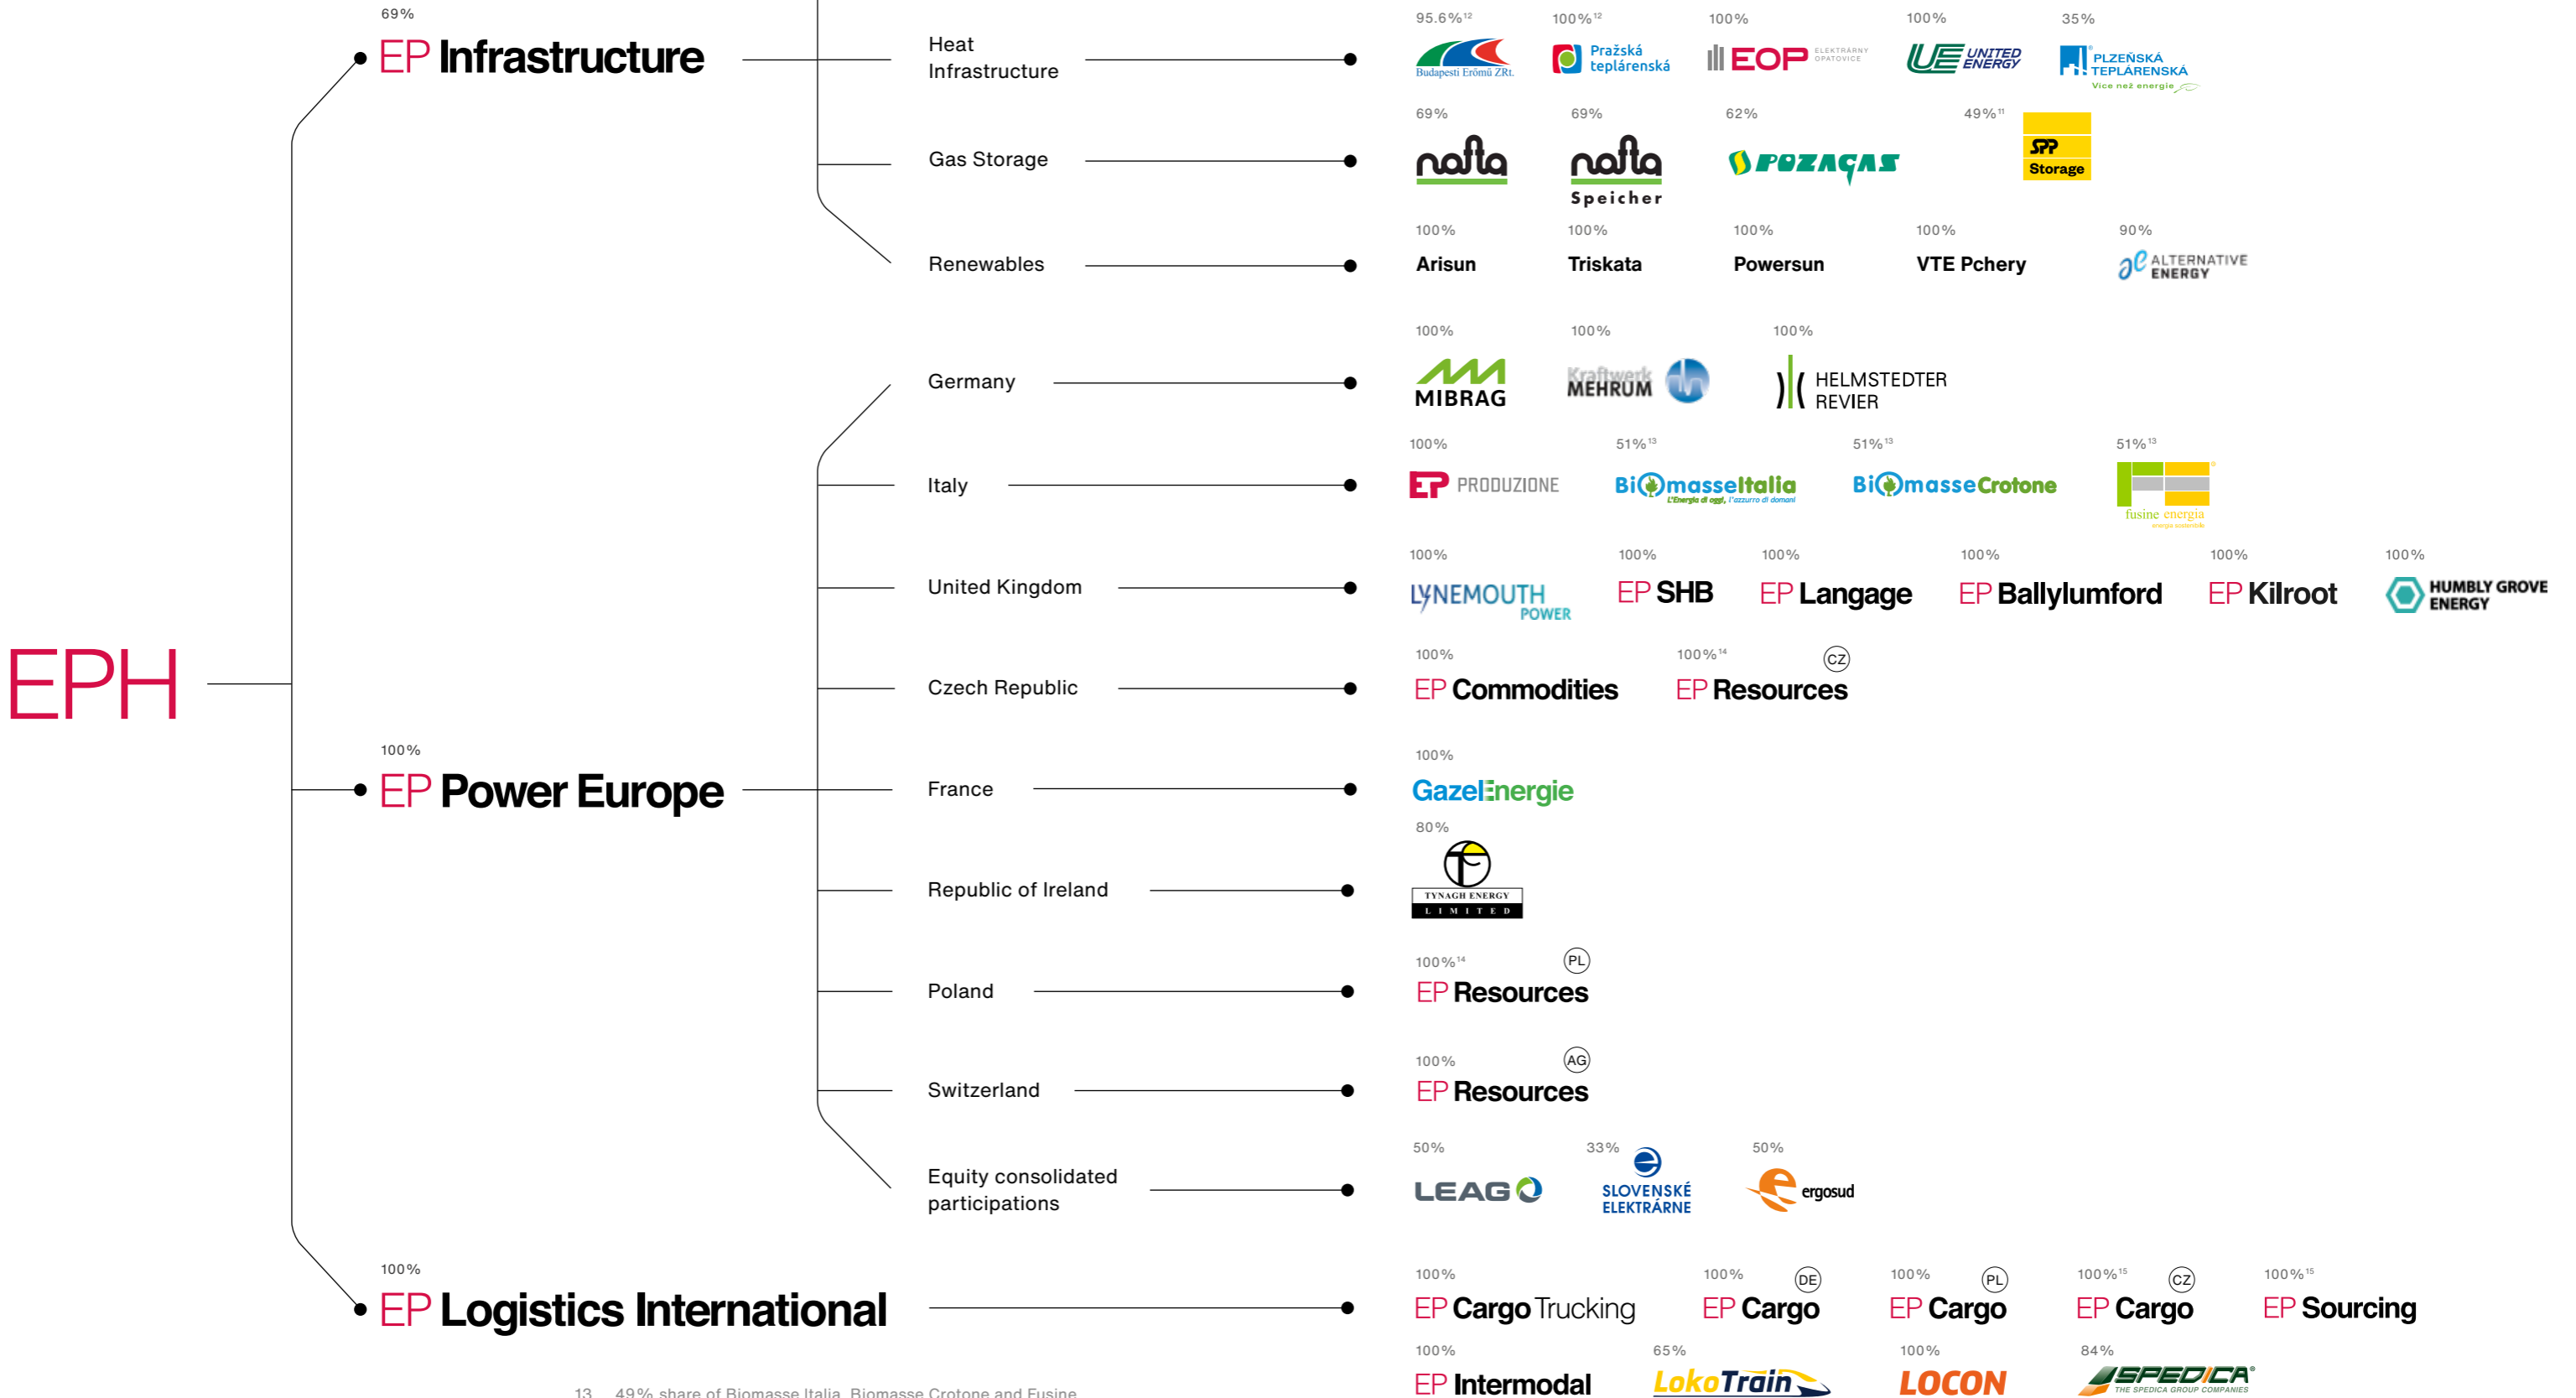 69%
EP Infrastructure
Heat
Infrastructure
95.6%12 100%12 100% 100% 35%
Budapesti Erőmű ZRt.
Pražská
teplárenská
EOP ELEKTRÁRNY
OPATOVICE
UE UNITED
ENERGY
PLZEŇSKÁ
TEPLÁRENSKÁ
Více než energie
Gas Storage
69% 69% 62% 49%11
nafta
nafta
Speicher
POZAGAS
SPP
Storage
Renewables
100% 100% 100% 100% 90%
Arisun Triskata Powersun VTE Pchery
ae ALTERNATIVE
ENERGY
EPH
100%
EP Power Europe
Germany
100% 100% 100%
MIBRAG
Kraftwerk
MEHRUM
HELMSTEDTER
REVIER
Italy
100% 51%13 51%13 51%13
EP PRODUZIONE
BiomasseItalia
L'Energia di oggi, l'azzurro di domani
BiomasseCrotone
fusine energia
United Kingdom
100% 100% 100% 100% 100% 100%
LYNEMOUTH
POWER
EP SHB EP Langage EP Ballylumford EP Kilroot
HUMBLY GROVE
ENERGY
Czech Republic
100% 100%14 CZ
EP Commodities EP Resources
France
100%
GazelEnergie
Republic of Ireland
80%
TYNAGH ENERGY
LIMITED
Poland
100%14 PL
EP Resources
Switzerland
100% AG
EP Resources
Equity consolidated
participations
50% 33% 50%
LEAG
SLOVENSKÉ
ELEKTRÁRNE
ergosud
100%
EP Logistics International
100% 100% DE 100% PL 100%15 CZ 100%15
EP Cargo Trucking EP Cargo EP Cargo EP Cargo EP Sourcing
100% 65% 100% 84%
EP Intermodal LokoTrain LOCON SPEDICA
THE SPEDICA GROUP COMPANIES
13 49% share of Biomasse Italia, Biomasse Crotone and Fusine